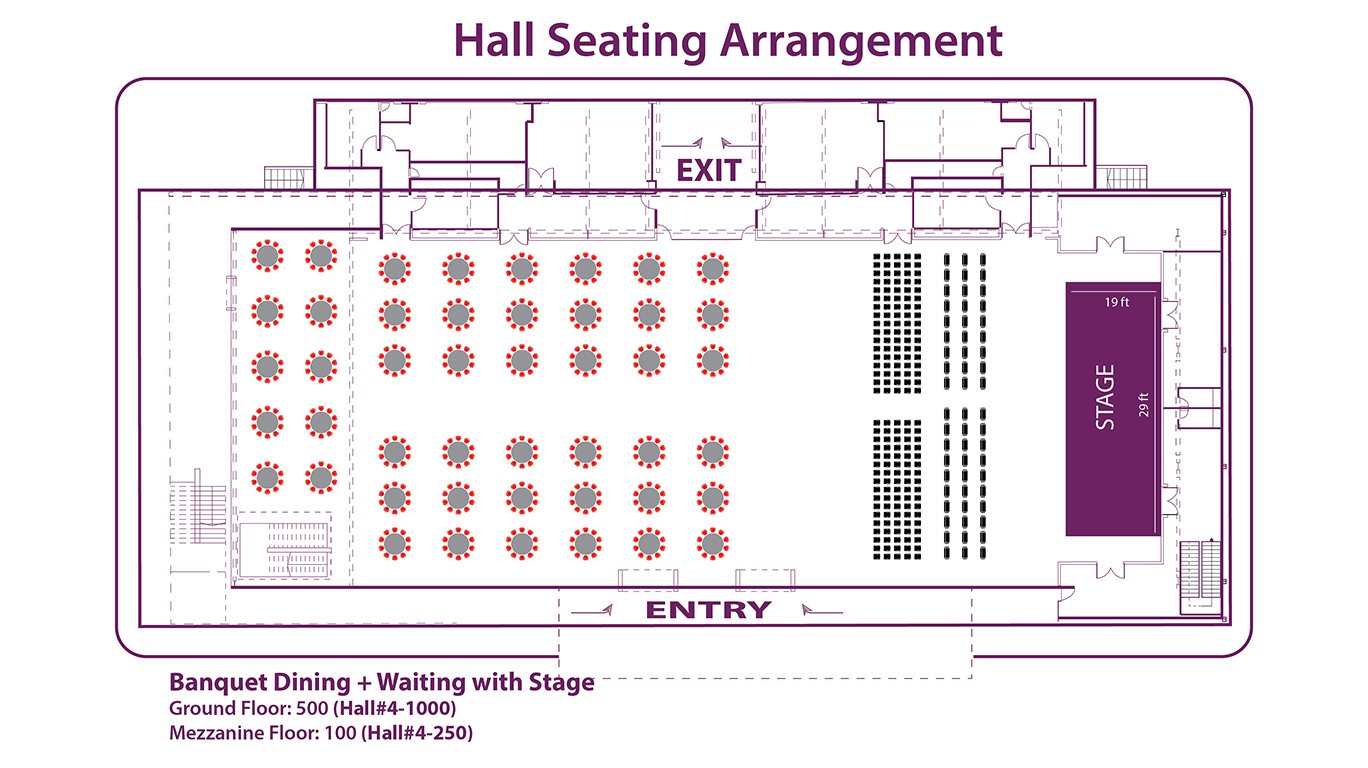 Hall Seating Arrangement
EXIT
19 ft
STAGE
29 ft
ENTRY
Banquet Dining + Waiting with Stage
Ground Floor: 500 (Hall#4-1000)
Mezzanine Floor: 100 (Hall#4-250)